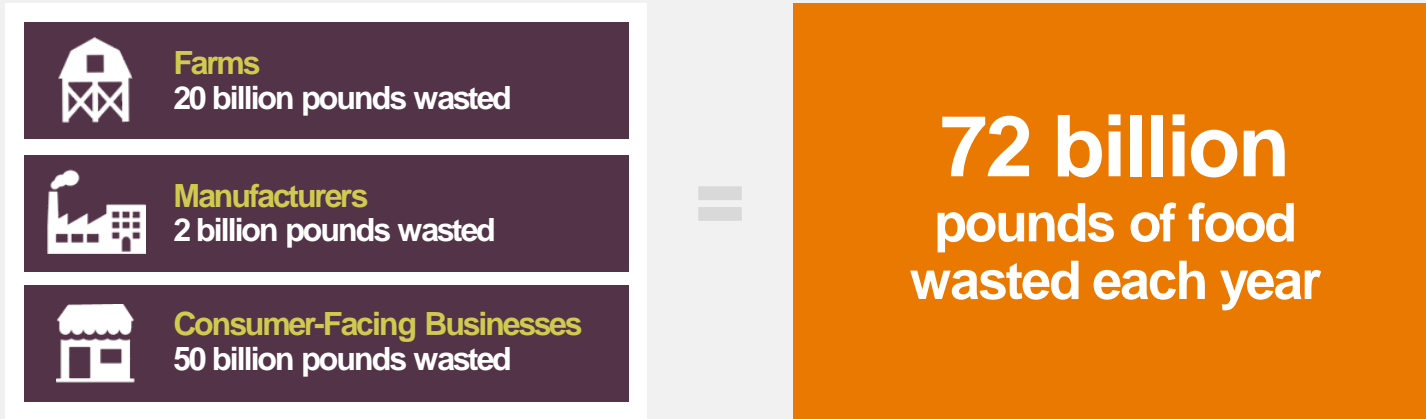 Farms
20 billion pounds wasted
Manufacturers
2 billion pounds wasted
Consumer-Facing Businesses
50 billion pounds wasted
=
72 billion
pounds of food
wasted each year